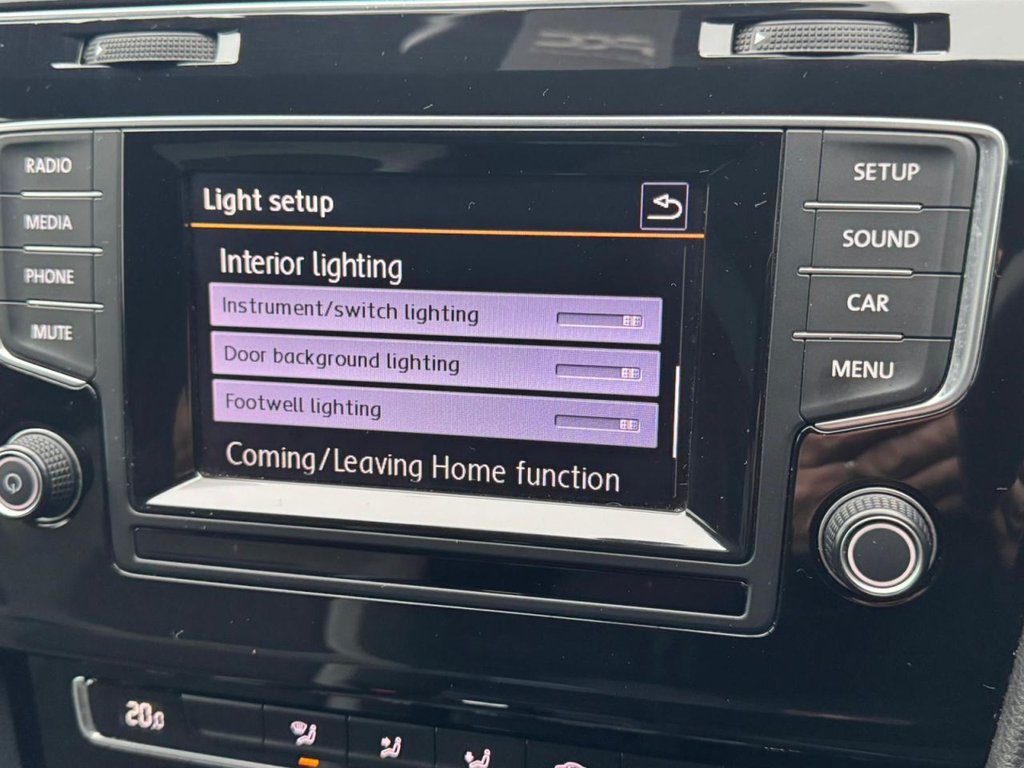 RADIO
MEDIA
PHONE
MUTE
Light setup
Interior lighting
Instrument/switch lighting
Door background lighting
Footwell lighting
Coming/Leaving Home function
SETUP
SOUND
CAR
MENU
20.0